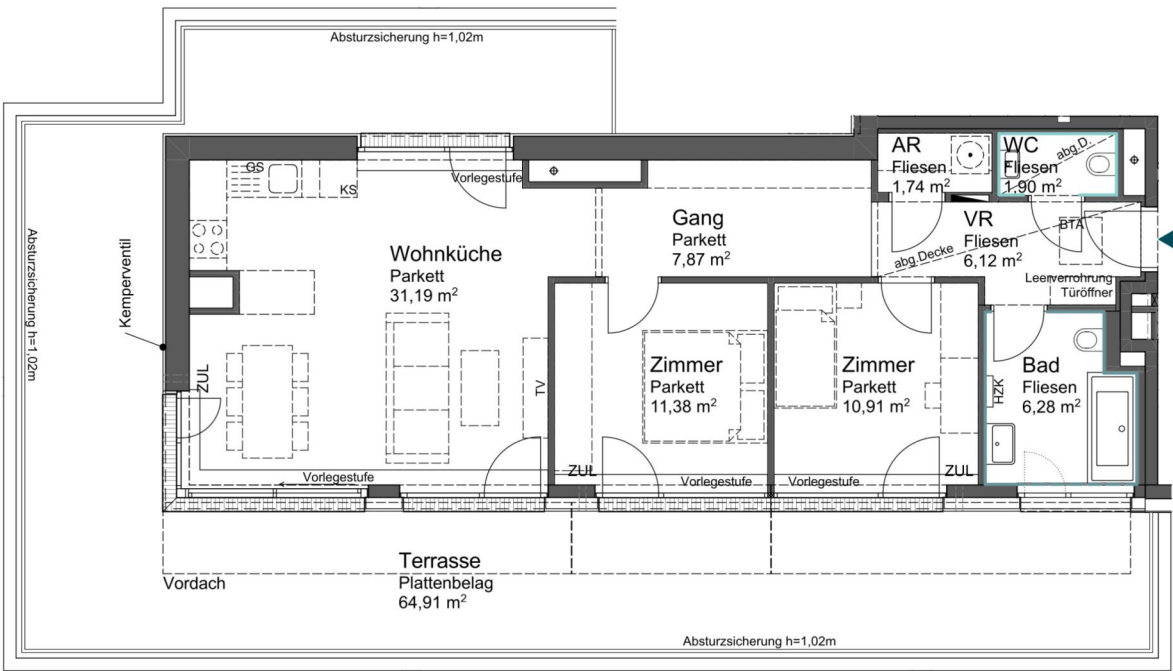 Absturzsicherung h=1,02m
GS
KS
Vorlegestufe
AR
Fliesen
1,74 m²
WC
Fliesen
1,90 m²
abg.D.
Gang
Parkett
7,87 m²
VR
Fliesen
6,12 m²
BTA
abg.Decke
Leerverrohrung
Türöffner
Wohnküche
Parkett
31,19 m²
Kemperventil
Absturzsicherung h=1,02m
ZUL
TV
Zimmer
Parkett
11,38 m²
Zimmer
Parkett
10,91 m²
Bad
Fliesen
6,28 m²
HZK
Vorlegestufe
ZUL
Vorlegestufe
Vorlegestufe
ZUL
Terrasse
Plattenbelag
64,91 m²
Vordach
Absturzsicherung h=1,02m